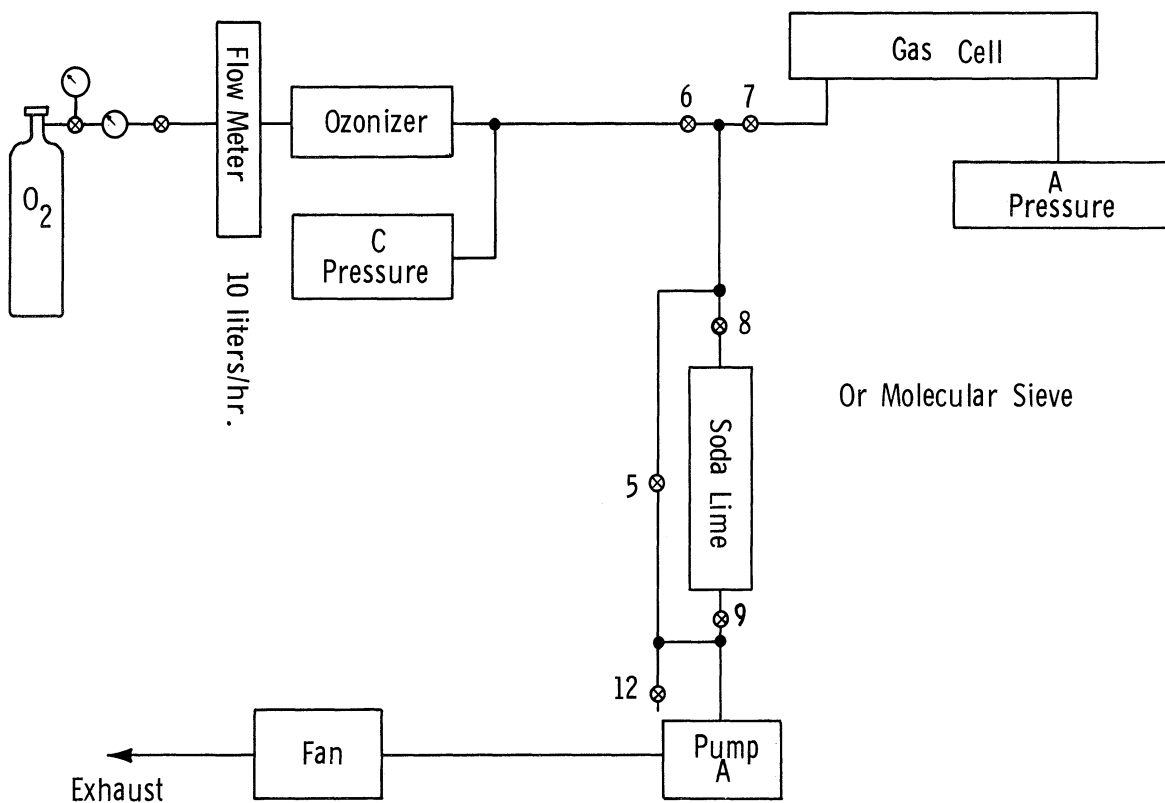 Flow Meter
Gas Cell
6
7
Ozonizer
O2
A
Pressure
C
Pressure
10 liters/hr.
8
Or Molecular Sieve
Soda Lime
5
9
12
Pump
A
Fan
Exhaust